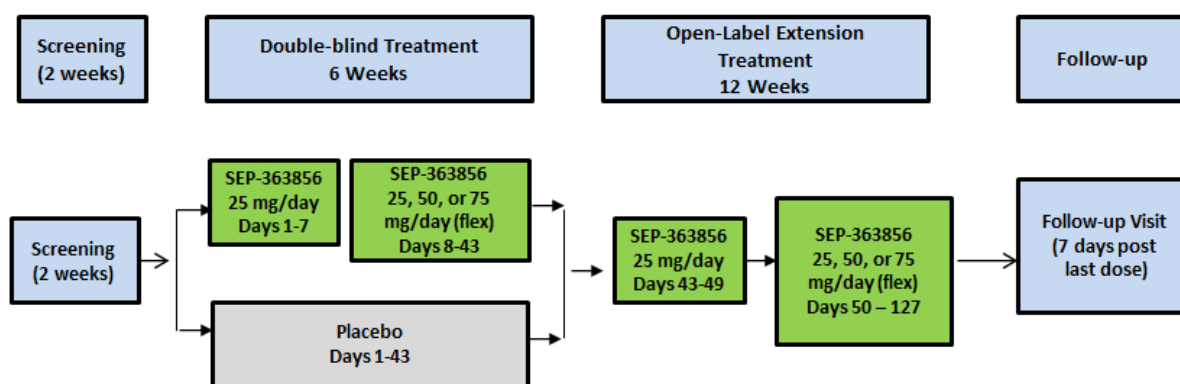 Screening
(2 weeks)
Double-blind Treatment
6 Weeks
Open-Label Extension
Treatment
12 Weeks
Follow-up
Screening
(2 weeks)
SEP-363856
25 mg/day
Days 1-7
SEP-363856
25, 50, or 75
mg/day (flex)
Days 8-43
Placebo
Days 1-43
SEP-363856
25 mg/day
Days 43-49
SEP-363856
25, 50, or 75
mg/day (flex)
Days 50 – 127
Follow-up Visit
(7 days post
last dose)